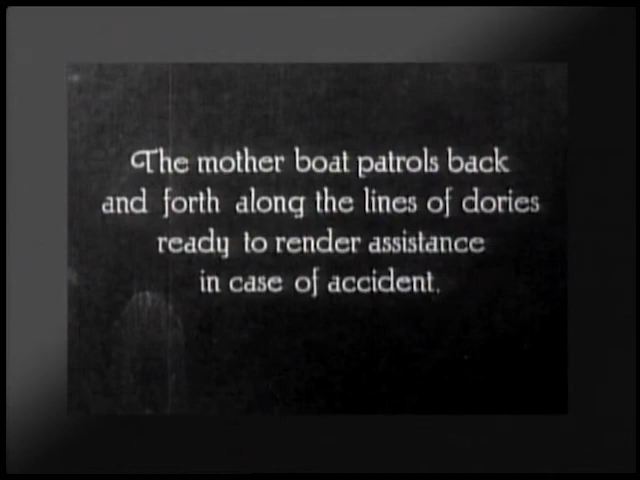 The mother boat patrols back
and forth along the lines of dories
ready to render assistance
in case of accident.